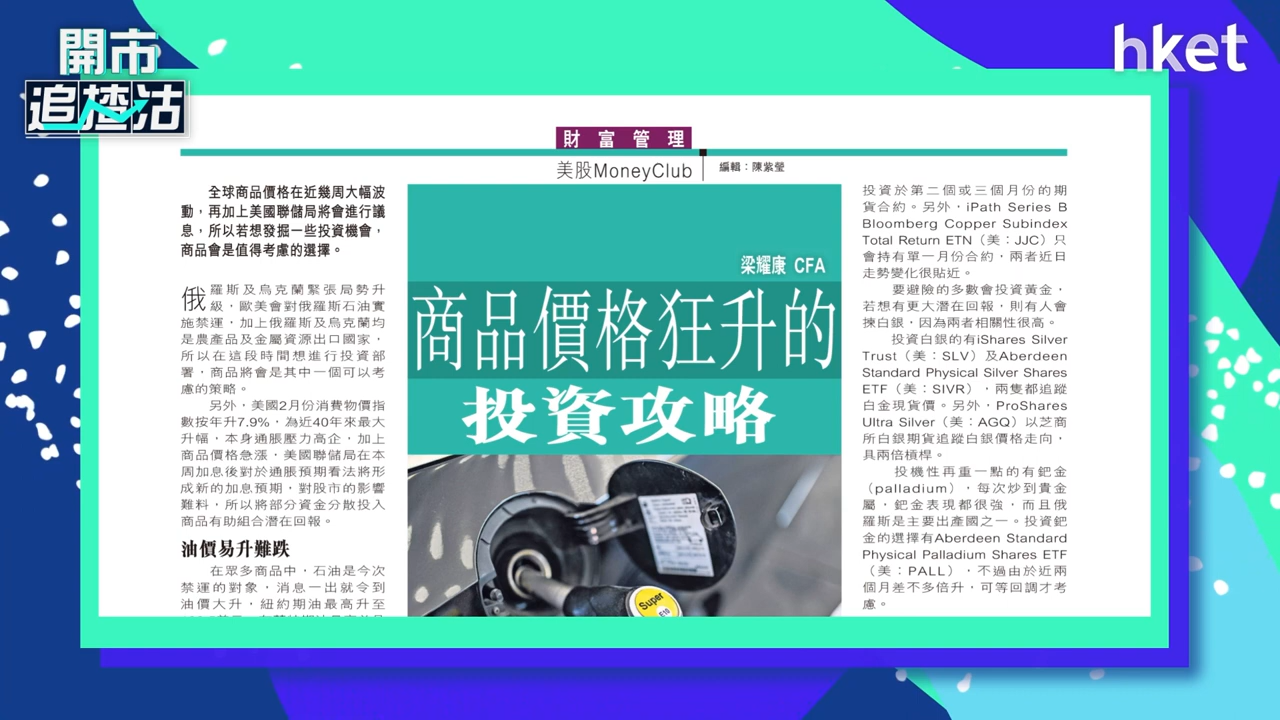 開市
追揸沽
hket
財富管理
美股MoneyClub
編輯：陳紫瑩
全球商品價格在近幾周大幅波
動，再加上美國聯儲局將會進行議
息，所以若想發掘一些投資機會，
商品會是值得考慮的選擇。
俄羅斯及烏克蘭緊張局勢升
級，歐美會對俄羅斯石油實
施禁運，加上俄羅斯及烏克蘭均
是農產品及金屬資源出口國家，
所以在這段時間想進行投資部
署，商品將會是其中一個可以考
慮的策略。
另外，美國2月份消費物價指
數按年升7.9%，為近40年來最大
升幅，本身通脹壓力高企，加上
商品價格急漲，美國聯儲局在本
周加息後對於通脹預期看法將形
成新的加息預期，對股市的影響
難料，所以將部分資金分散投入
商品有助組合潛在回報。
油價易升難跌
在眾多商品中，石油是今次
禁運的對象，消息一出就令到
油價大升，紐約期油最高升至
梁耀康 CFA
商品價格狂升的
投資攻略
Super
E10
投資於第二個或三個月份的期
貨合約。另外，iPath Series B
Bloomberg Copper Subindex
Total Return ETN（美：JJC）只
會持有單一月份合約，兩者近日
走勢變化很貼近。
要避險的多數會投資黃金，
若想有更大潛在回報，則有人會
揀白銀，因為兩者相關性很高。
投資白銀的有iShares Silver
Trust（美：SLV）及Aberdeen
Standard Physical Silver Shares
ETF（美：SIVR），兩隻都追蹤
白金現貨價。另外，ProShares
Ultra Silver（美：AGQ）以芝商
所白銀期貨追蹤白銀價格走向，
具兩倍槓桿。
投機性再重一點的有鈀金
（palladium），每次炒到貴金
屬，鈀金表現都很強，而且俄
羅斯是主要出產國之一。投資鈀
金的選擇有Aberdeen Standard
Physical Palladium Shares ETF
（美：PALL），不過由於近兩
個月差不多倍升，可等回調才考
慮。